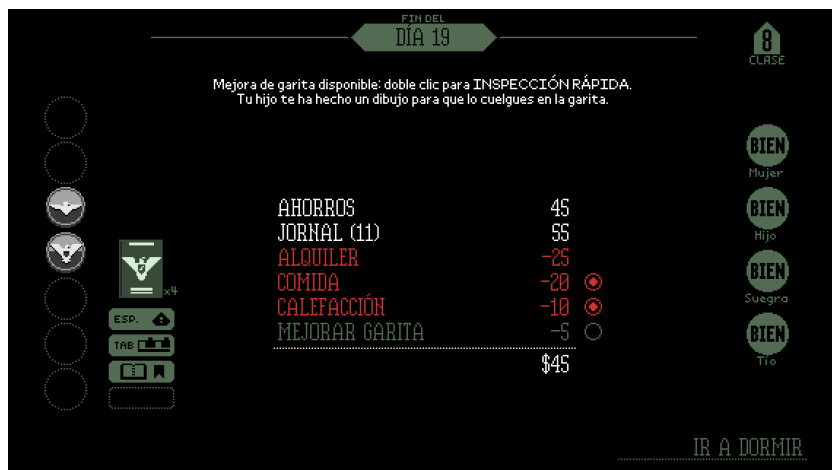 FIN DEL
DÍA 19
8
CLASE
Mejora de garita disponible: doble clic para INSPECCIÓN RÁPIDA.
Tu hijo te ha hecho un dibujo para que lo cuelgues en la garita.
BIEN
Mujer
AHORROS 45
JORNAL (11) 55
ALQUILER -25
COMIDA -20
CALEFACCIÓN -10
MEJORAR GARITA -5
$45
BIEN
Hijo
BIEN
Suegra
BIEN
Tío
x4
ESP.
TAB
IR A DORMIR